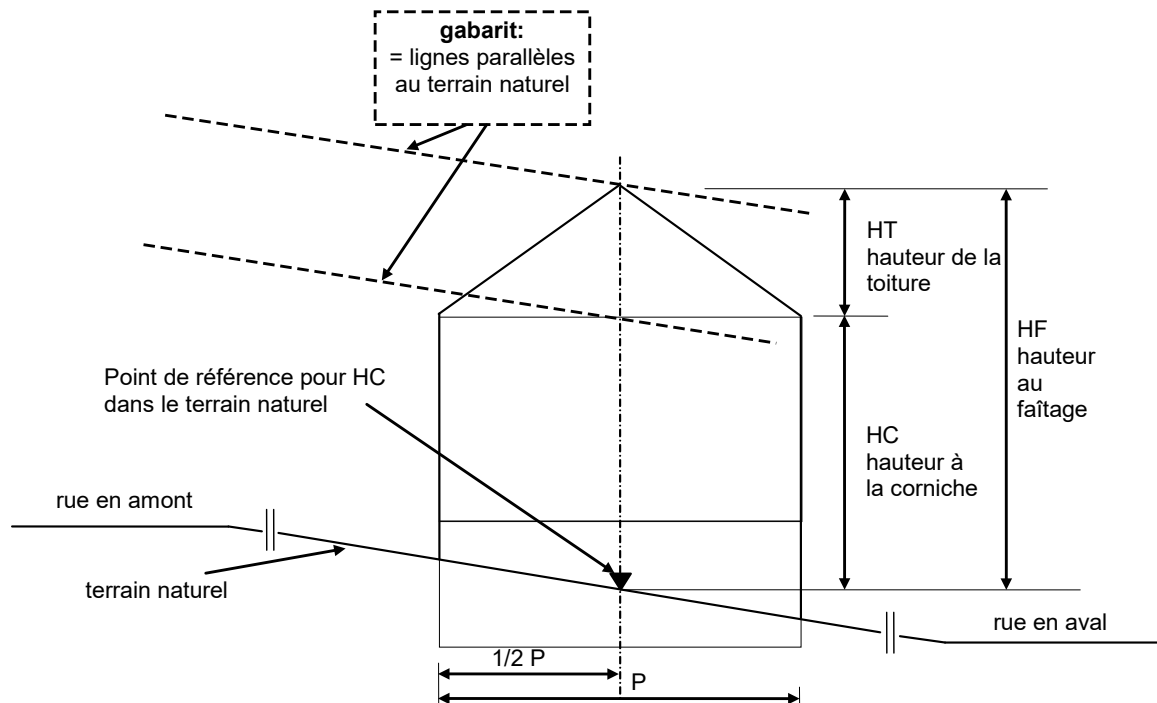 gabarit:
= lignes parallèles
au terrain naturel
HT
hauteur de la
toiture
HF
hauteur
au
faîtage
Point de référence pour HC
dans le terrain naturel
HC
hauteur à
la corniche
rue en amont
terrain naturel
rue en aval
1/2 P
P